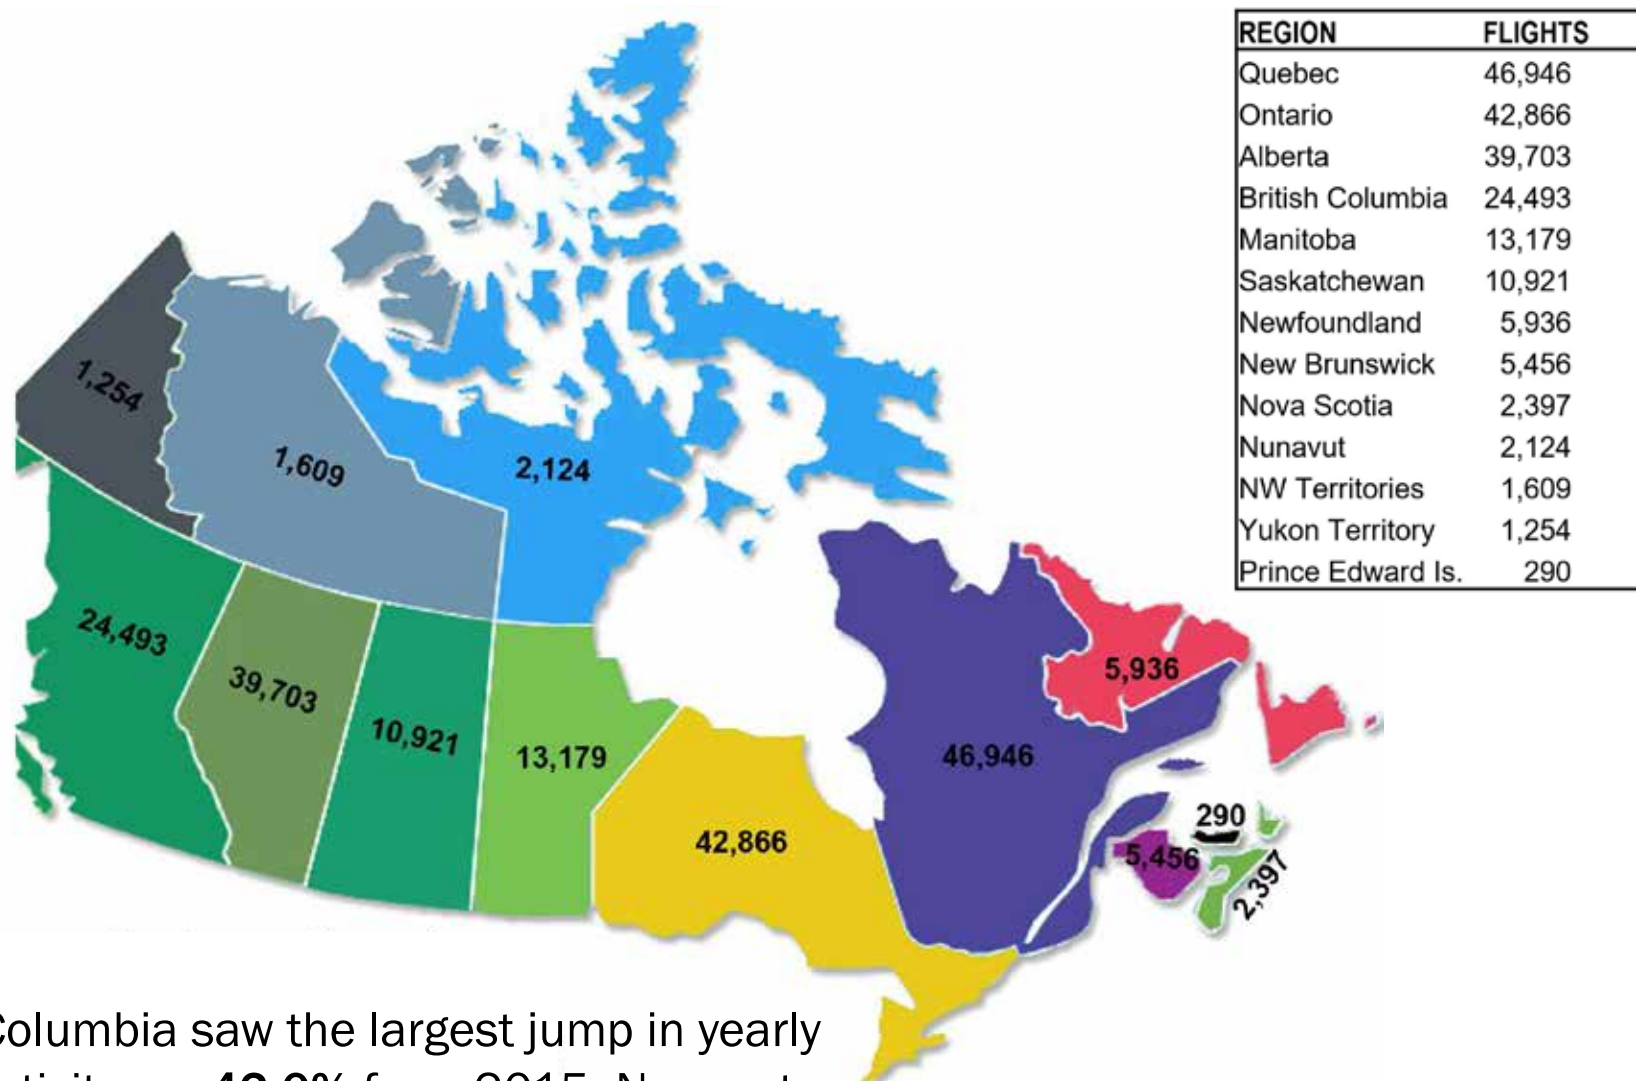 REGION FLIGHTS
Quebec 46,946
Ontario 42,866
Alberta 39,703
British Columbia 24,493
Manitoba 13,179
Saskatchewan 10,921
Newfoundland 5,936
New Brunswick 5,456
Nova Scotia 2,397
Nunavut 2,124
NW Territories 1,609
Yukon Territory 1,254
Prince Edward Is. 290
1,254
1,609
2,124
24,493
39,703
10,921
13,179
42,866
46,946
5,936
290
5,456
2,397
Columbia saw the largest jump in yearly
from 2015.